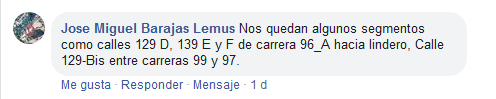 Jose Miguel Barajas Lemus Nos quedan algunos segmentos
como calles 129 D, 139 E y F de carrera 96_A hacia lindero, Calle
129-Bis entre carreras 99 y 97.
Me gusta · Responder · Mensaje · 1 d